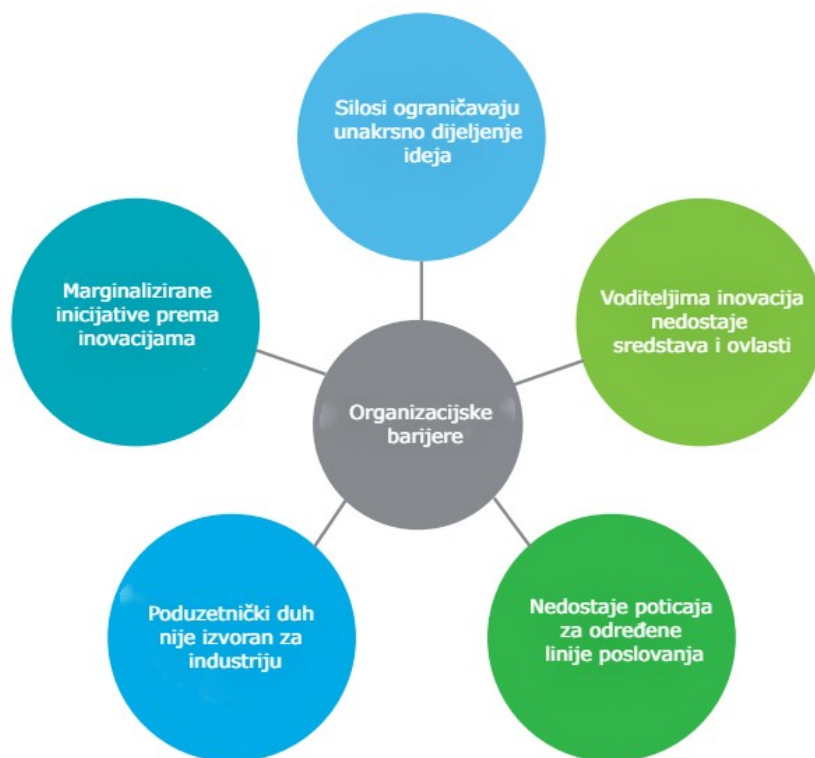 Silosi ograničavaju
unakrsno dijeljenje
ideja
Marginalizirane
inicijative prema
inovacijama
Voditeljima inovacija
nedostaje
sredstava i ovlasti
Organizacijske
barijere
Poduzetnički duh
nije izvoran za
industriju
Nedostaje poticaja
za određene
linije poslovanja